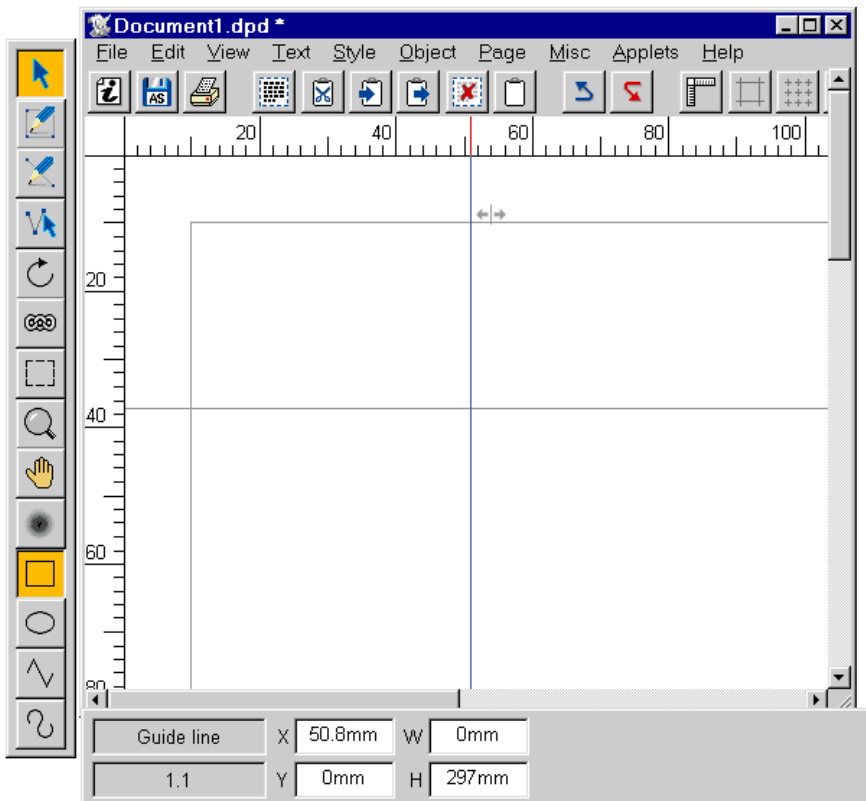 Document1.dpd *
File Edit View Text Style Object Page Misc Applets Help
AS
20 40 60 80 100
20
40
60
80
Guide line X 50.8mm W 0mm
1.1 Y 0mm H 297mm